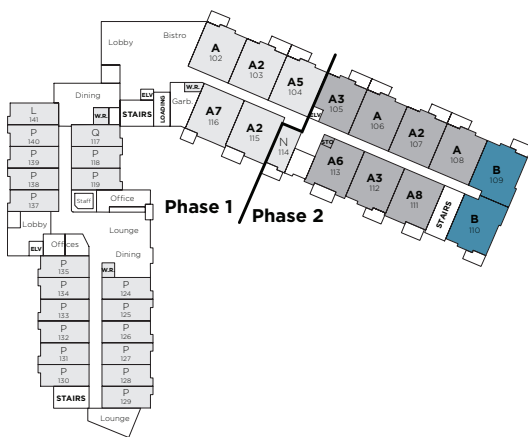 Lobby
Bistro
A
102
A2
103
A5
104
A3
105
A
106
A2
107
A
108
B
109
B
110
STAIRS
A8
111
A3
112
A6
113
STO
ELV
N
114
A2
115
A7
116
W.R.
Garb.
LOADING
ELV
STAIRS
Dining
W.R.
L
141
P
140
P
139
P
138
P
137
Q
117
P
118
P
119
Staff
Office
Lobby
ELV
Offices
Lounge
Dining
W.R.
Phase 1
Phase 2
P
135
P
134
P
133
P
132
P
131
P
130
STAIRS
P
124
P
125
P
126
P
127
P
128
P
129
Lounge